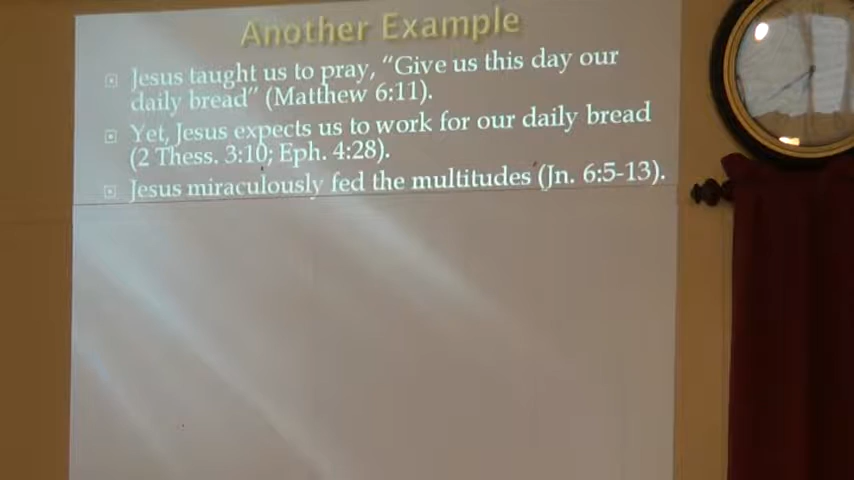 Another Example
Jesus taught us to pray, “Give us this day our
daily bread” (Matthew 6:11).
Yet, Jesus expects us to work for our daily bread
(2 Thess. 3:10; Eph. 4:28).
Jesus miraculously fed the multitudes (Jn. 6:5-13).